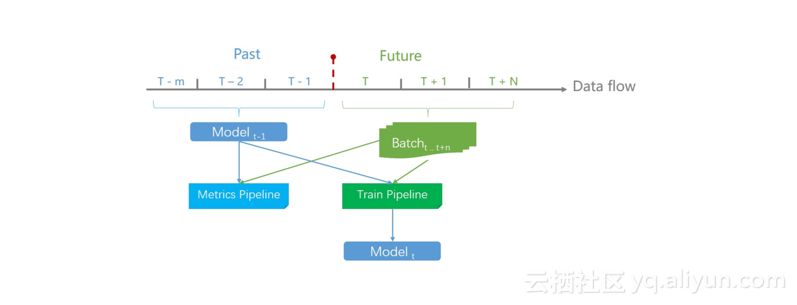 Past
Future
T - m
T – 2
T - 1
T
T + 1
T + N
Data flow
Model t-1
Batch t...t+n
Metrics Pipeline
Train Pipeline
Model t
云栖社区 yq.aliyun.com